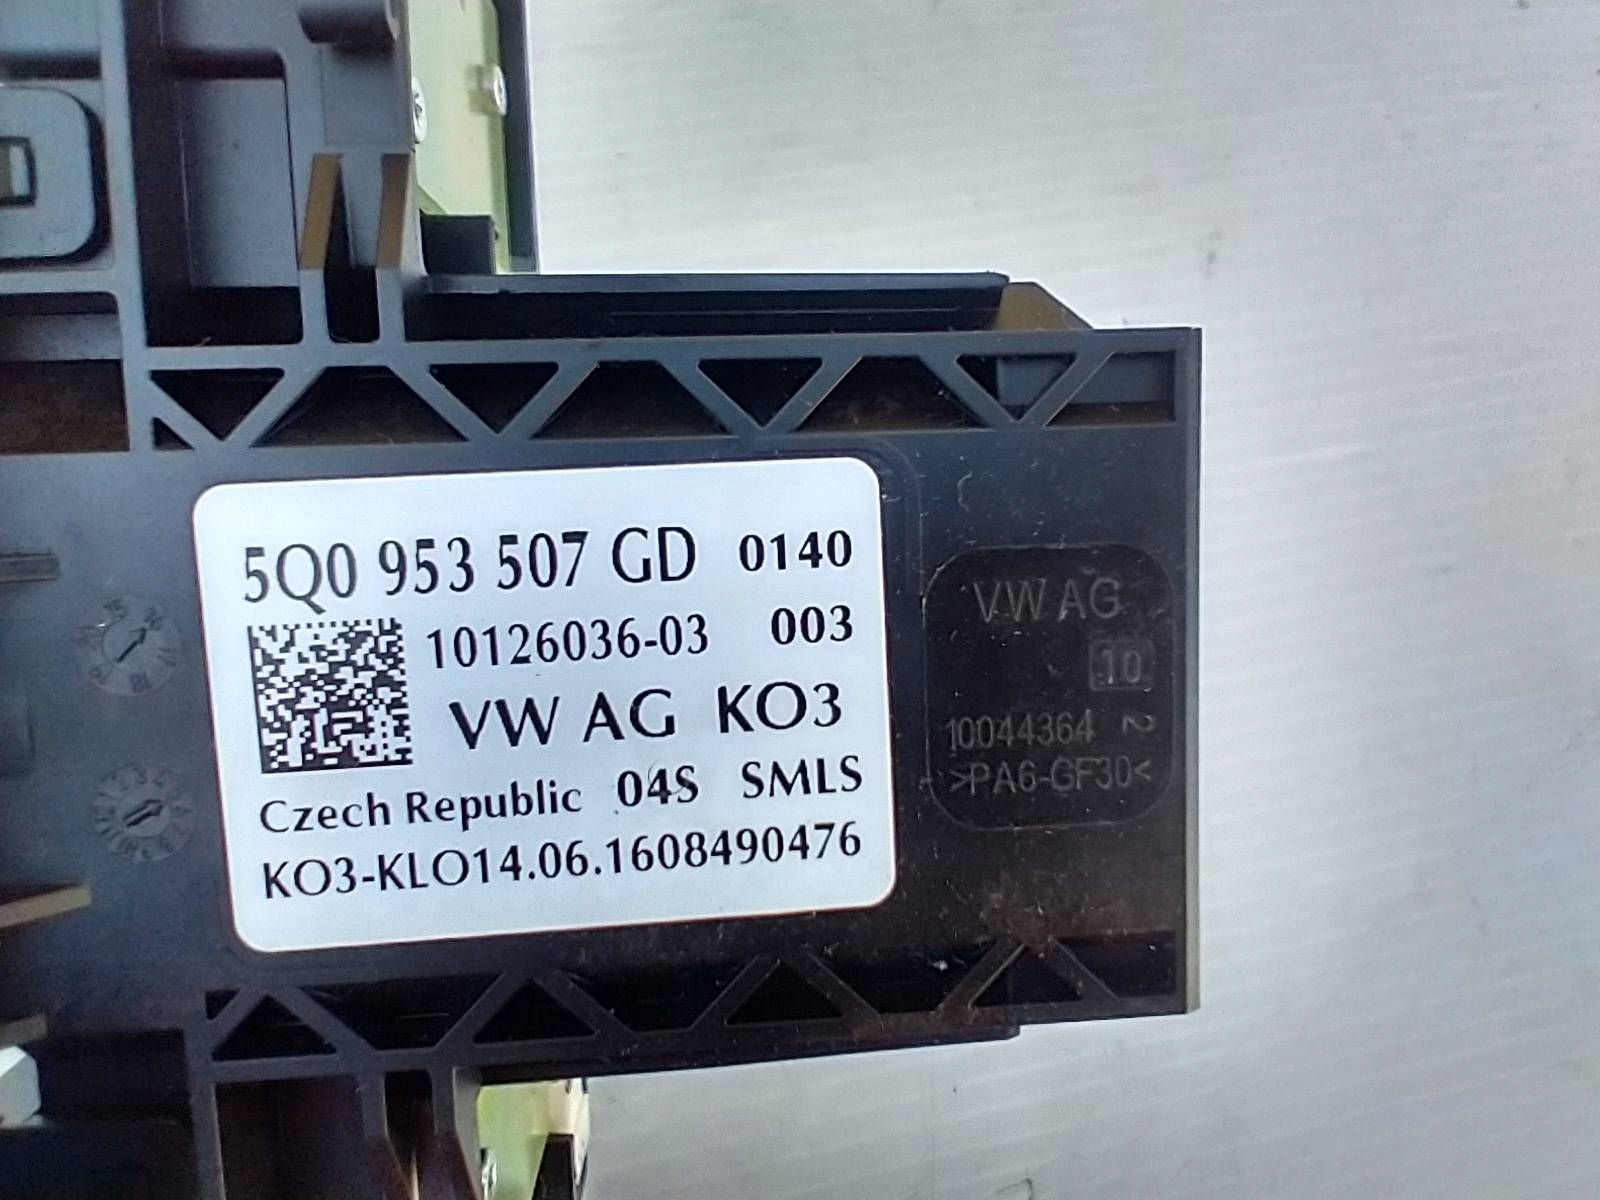 5Q0 953 507 GD 0140
10126036-03 003
VW AG KO3
Czech Republic 04S SMLS
KO3-KLO14.06.1608490476
VW AG
10
10044364 2
>PA6-GF30<